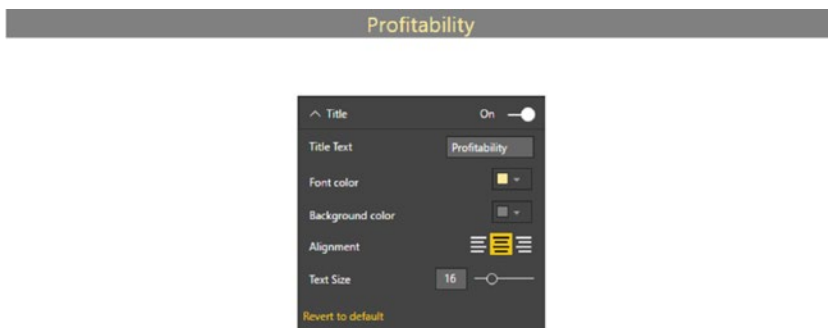 Profitability
Title On
Title Text Profitability
Font color
Background color
Alignment
Text Size 16
Revert to default